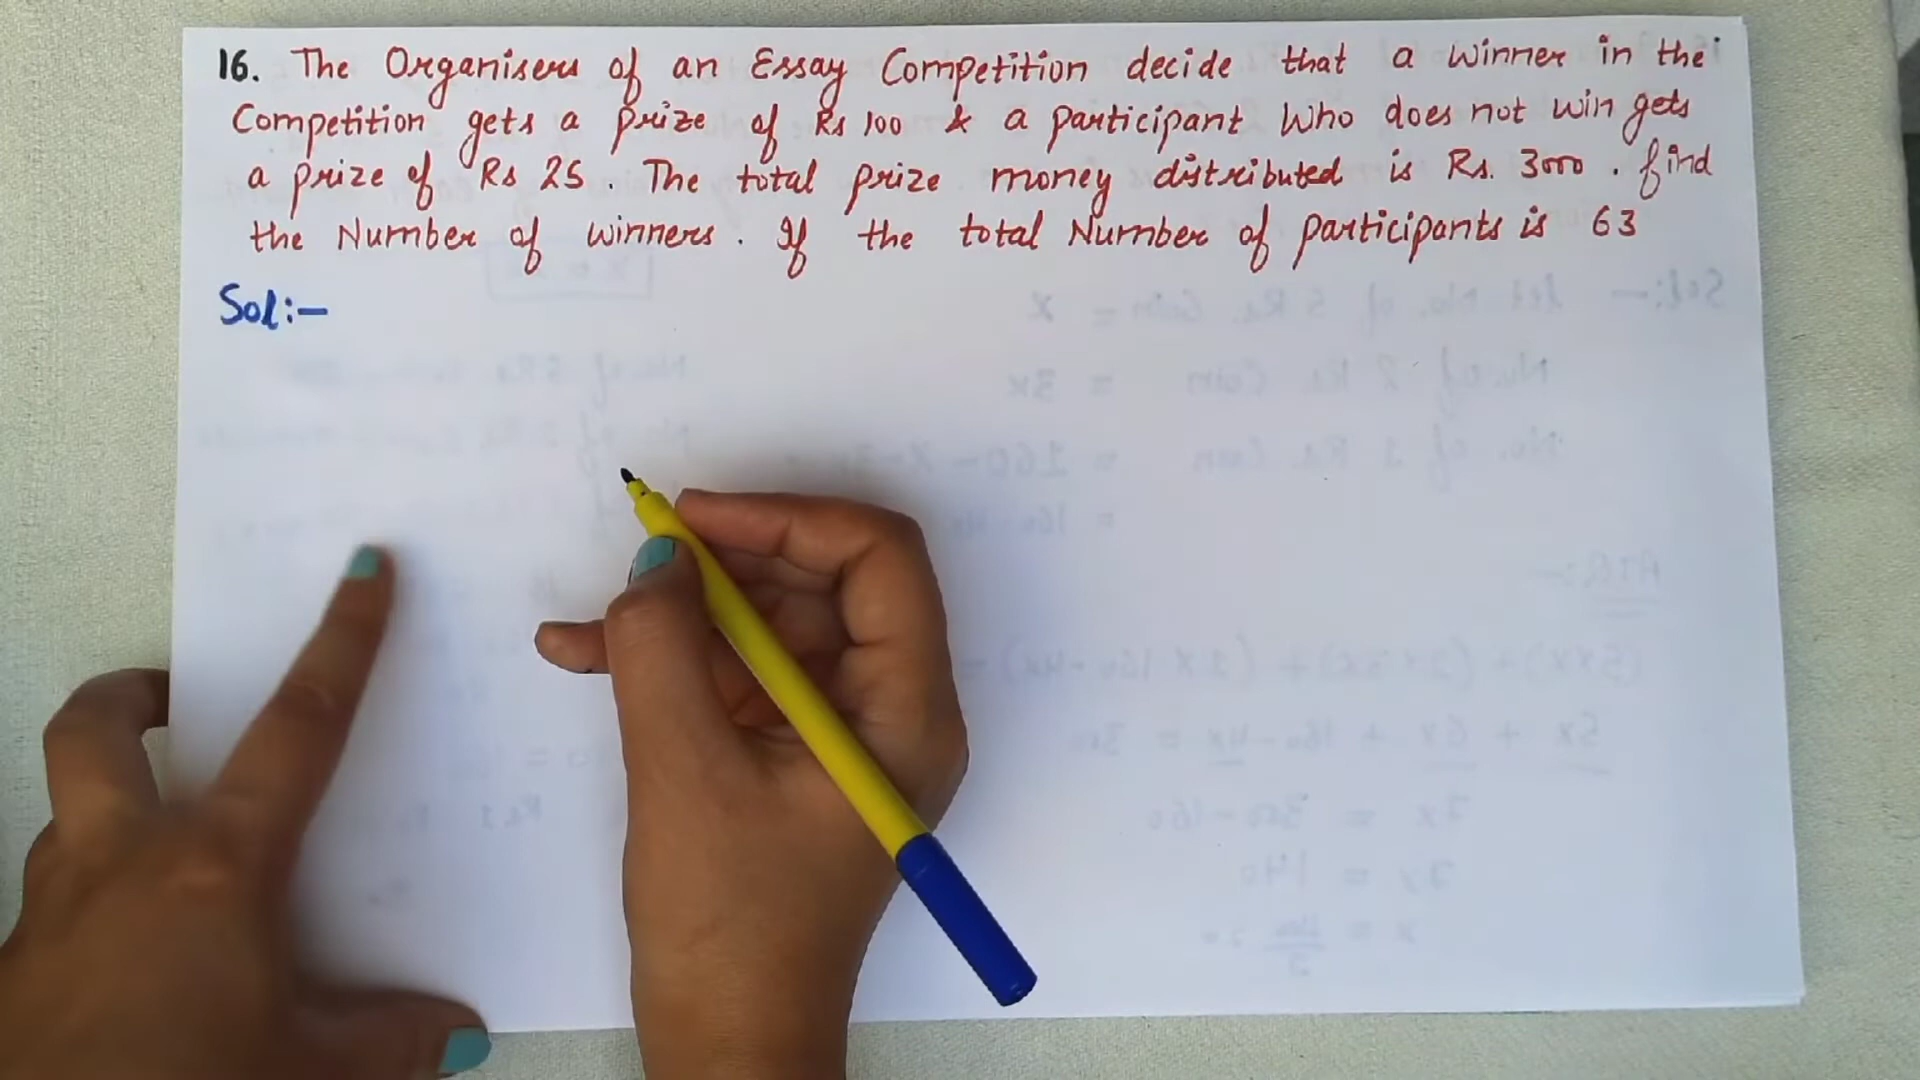 16. The Organisers of an Essay Competition decide that a winner in the
Competition gets a prize of Rs 100 & a participant Who does not win gets
a prize of Rs 25. The total prize money distributed is Rs. 3000. find
the Number of winners. If the total Number of participants is 63
Sol:-